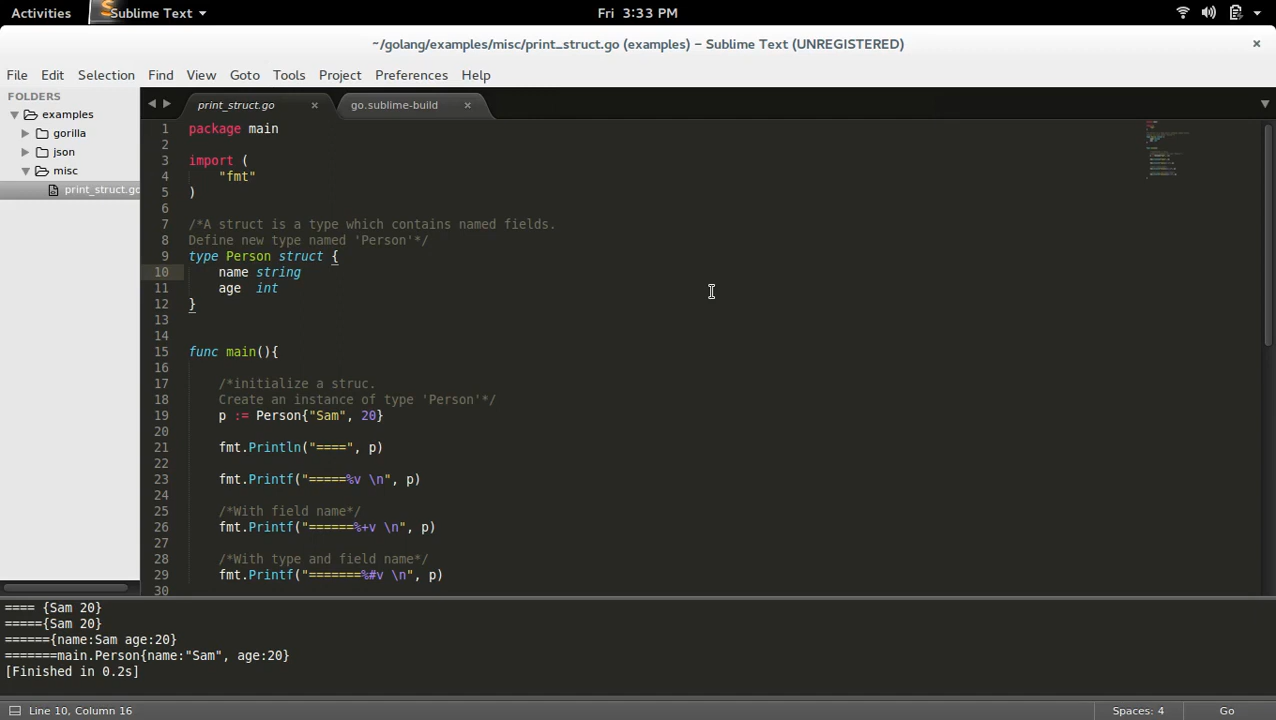 Activities Sublime Text Fri 3:33 PM
~/golang/examples/misc/print_struct.go (examples) – Sublime Text (UNREGISTERED)
File Edit Selection Find View Goto Tools Project Preferences Help
FOLDERS
examples
gorilla
json
misc
print_struct.go
print_struct.go go.sublime-build
1 package main
2
3 import (
4 "fmt"
5 )
6
7 /*A struct is a type which contains named fields.
8 Define new type named 'Person'*/
9 type Person struct {
10 name string
11 age  int
12 }
13
14
15 func main(){
16
17 /*initialize a struc.
18 Create an instance of type 'Person'*/
19 p := Person{"Sam", 20}
20
21 fmt.Println("====", p)
22
23 fmt.Printf("=====%v \n", p)
24
25 /*With field name*/
26 fmt.Printf("======%+v \n", p)
27
28 /*With type and field name*/
29 fmt.Printf("=======%#v \n", p)
30
==== {Sam 20}
====={Sam 20}
======{name:Sam age:20}
=======main.Person{name:"Sam", age:20}
[Finished in 0.2s]
Line 10, Column 16 Spaces: 4 Go